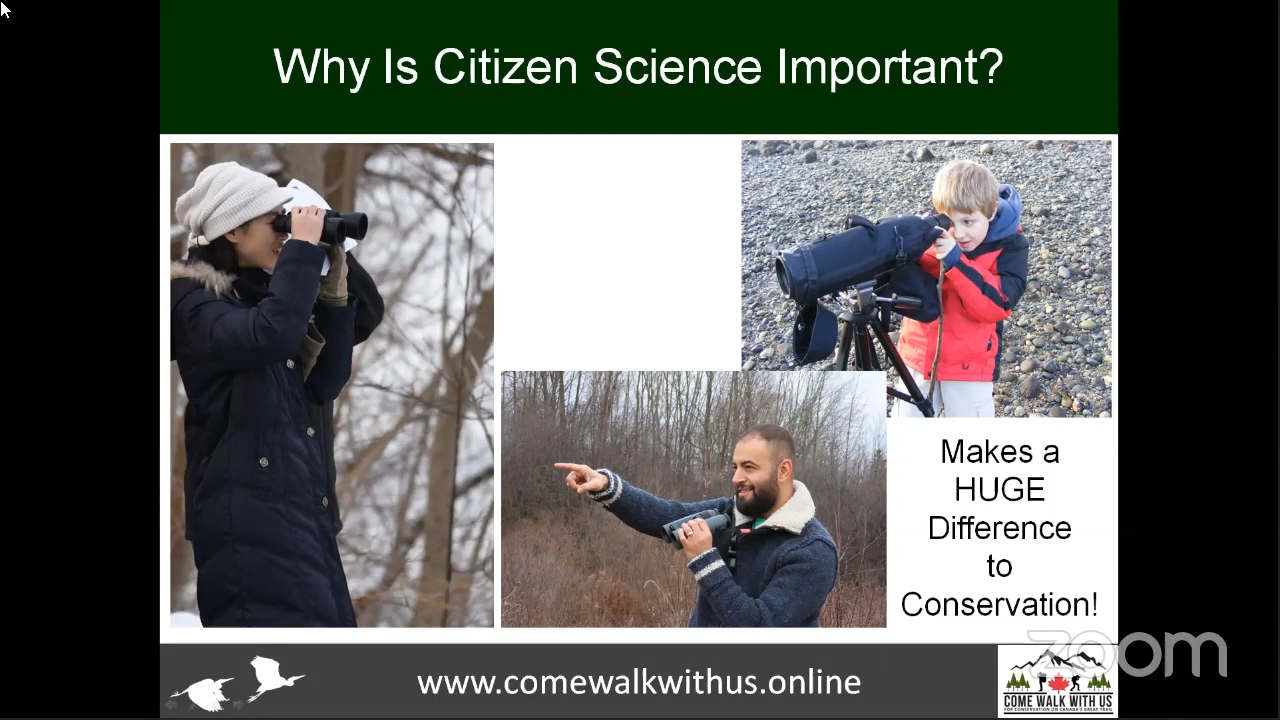 Why Is Citizen Science Important?
Makes a
HUGE
Difference
to
Conservation!
zoom
www.comewalkwithus.online
COME WALK WITH US
FOR CONSERVATION ON CANADA'S GREAT TRAIL